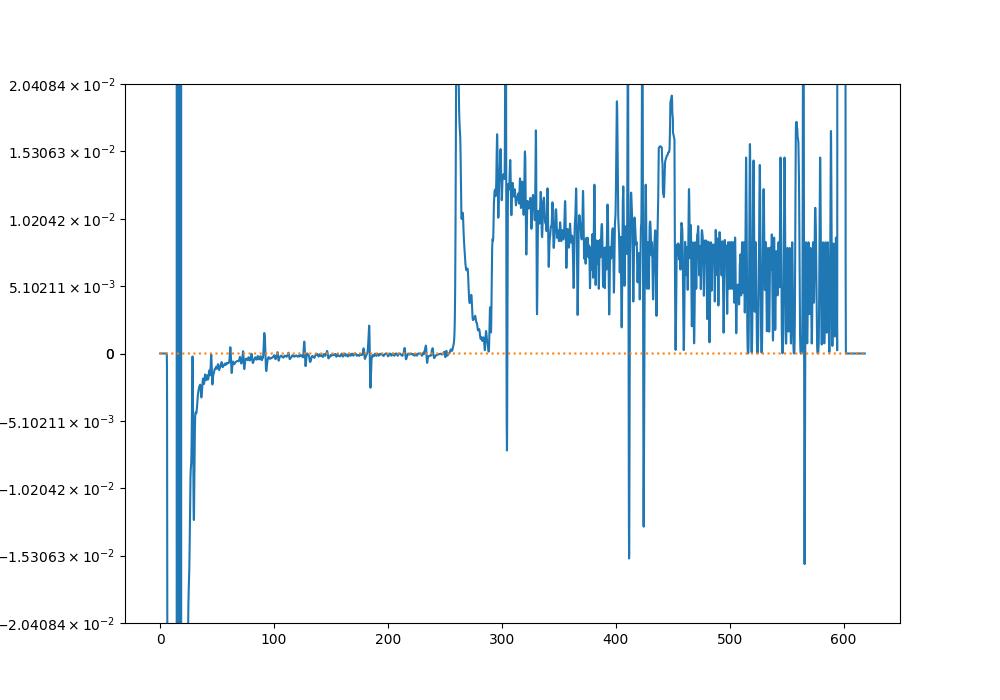 2.04084 × 10⁻²
1.53063 × 10⁻²
1.02042 × 10⁻²
5.10211 × 10⁻³
0
−5.10211 × 10⁻³
−1.02042 × 10⁻²
−1.53063 × 10⁻²
−2.04084 × 10⁻²
0 100 200 300 400 500 600